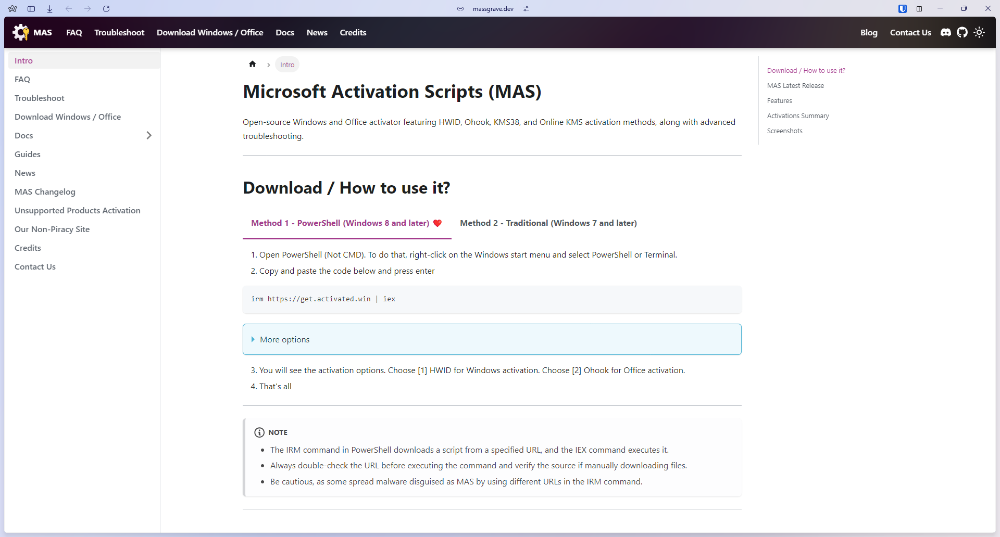 massgrave.dev
MAS FAQ Troubleshoot Download Windows / Office Docs News Credits Blog Contact Us
Intro
FAQ
Troubleshoot
Download Windows / Office
Docs
Guides
News
MAS Changelog
Unsupported Products Activation
Our Non-Piracy Site
Credits
Contact Us
Intro
Microsoft Activation Scripts (MAS)
Open-source Windows and Office activator featuring HWID, Ohook, KMS38, and Online KMS activation methods, along with advanced
troubleshooting.
Download / How to use it?
Method 1 - PowerShell (Windows 8 and later) ❤️ Method 2 - Traditional (Windows 7 and later)
1. Open PowerShell (Not CMD). To do that, right-click on the Windows start menu and select PowerShell or Terminal.
2. Copy and paste the code below and press enter
irm https://get.activated.win | iex
More options
3. You will see the activation options. Choose [1] HWID for Windows activation. Choose [2] Ohook for Office activation.
4. That's all
NOTE
• The IRM command in PowerShell downloads a script from a specified URL, and the IEX command executes it.
• Always double-check the URL before executing the command and verify the source if manually downloading files.
• Be cautious, as some spread malware disguised as MAS by using different URLs in the IRM command.
Download / How to use it?
MAS Latest Release
Features
Activations Summary
Screenshots